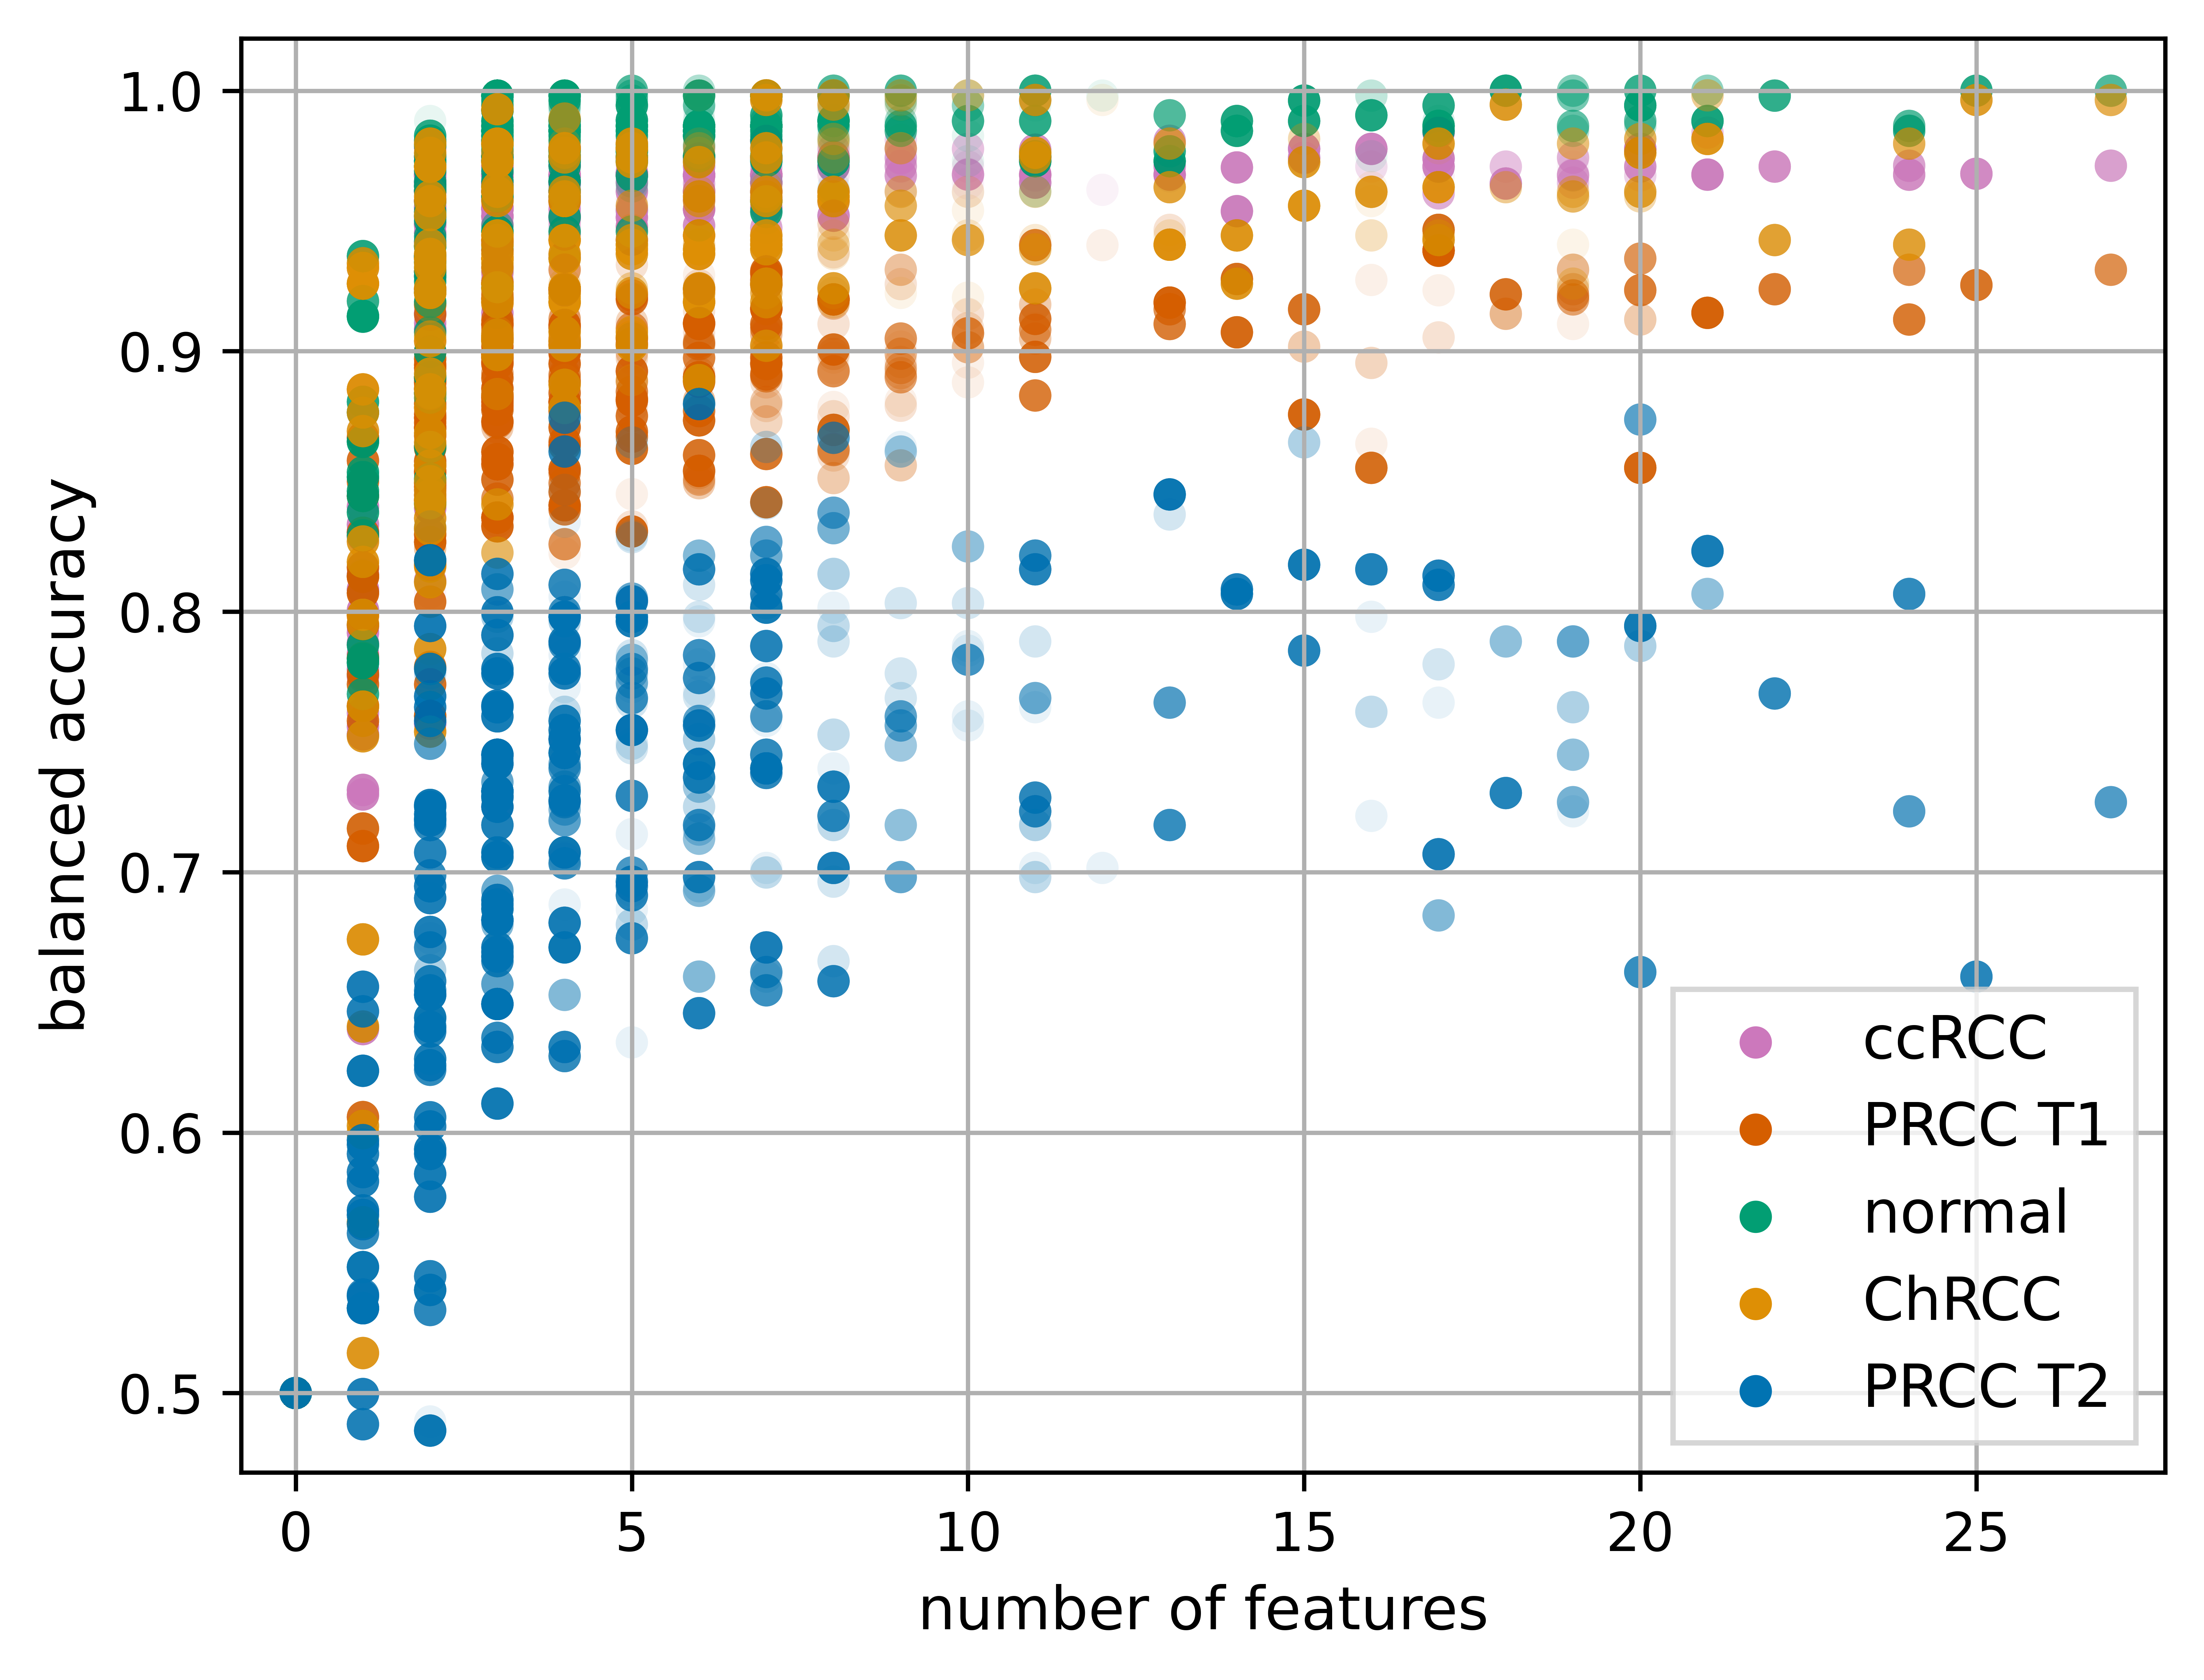 balanced accuracy
1.0
0.9
0.8
0.7
0.6
0.5
0 5 10 15 20 25
number of features
ccRCC
PRCC T1
normal
ChRCC
PRCC T2